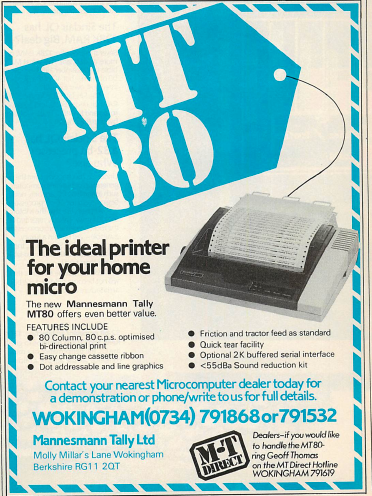 MT
80
The ideal printer
for your home
micro
The new Mannesmann Tally
MT80 offers even better value.
FEATURES INCLUDE
● 80 Column, 80 c.p.s. optimised
bi-directional print
● Easy change cassette ribbon
● Dot addressable and line graphics
● Friction and tractor feed as standard
● Quick tear facility
● Optional 2K buffered serial interface
● <55dBa Sound reduction kit
Contact your nearest Microcomputer dealer today for
a demonstration or phone/write to us for full details.
WOKINGHAM(0734) 791868 or 791532
Mannesmann Tally Ltd
Molly Millar's Lane Wokingham
Berkshire RG11 2QT
M-T
DIRECT
Dealers-if you would like
to handle the MT80-
ring Geoff Thomas
on the MT Direct Hotline
WOKINGHAM 791619